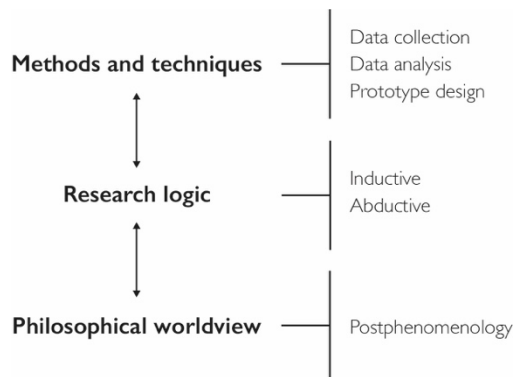 Methods and techniques
Data collection
Data analysis
Prototype design
Research logic
Inductive
Abductive
Philosophical worldview
Postphenomenology